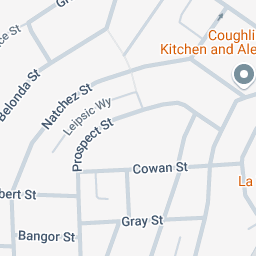 Coughli
Kitchen and Ale
Belonda St
Natchez St
Leipsic Wy
Prospect St
Cowan St
La
bert St
Gray St
Bangor St